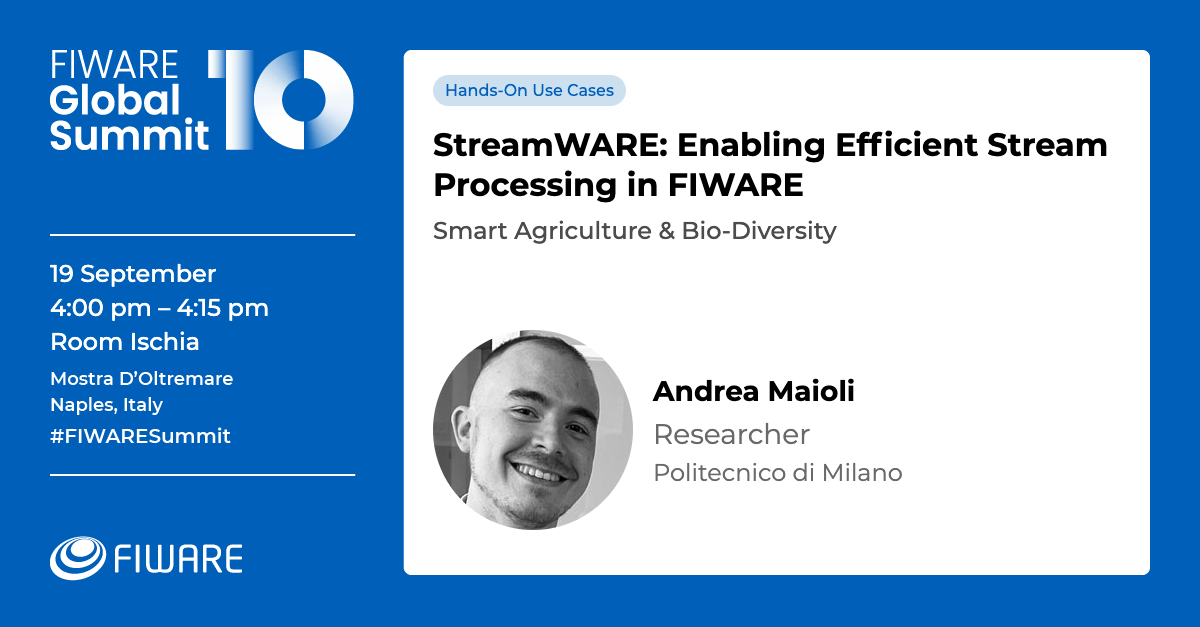 FIWARE
Global
Summit
10
19 September
4:00 pm – 4:15 pm
Room Ischia
Mostra D’Oltremare
Naples, Italy
#FIWARESummit
FIWARE
Hands-On Use Cases
StreamWARE: Enabling Efficient Stream
Processing in FIWARE
Smart Agriculture & Bio-Diversity
Andrea Maioli
Researcher
Politecnico di Milano